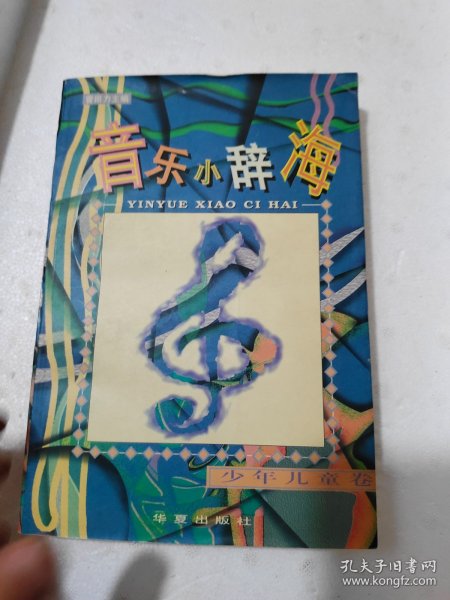 音乐小辞海
YINYUE XIAO CI HAI
少年儿童卷
华夏出版社
孔夫子旧书网
www.kongfz.com